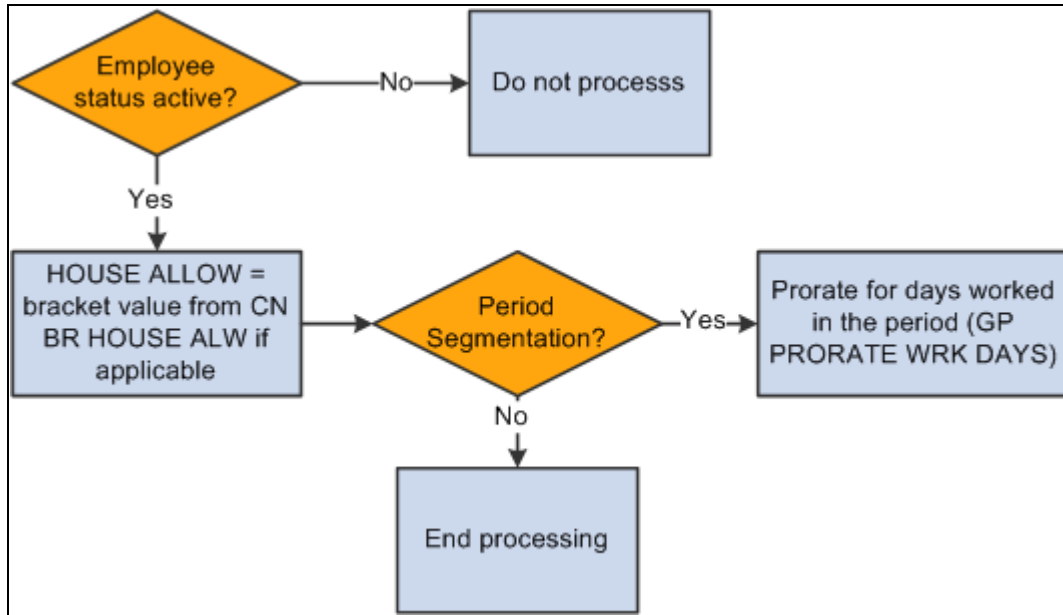 Employee
status active?
No
Do not processs
Yes
HOUSE ALLOW =
bracket value from CN
BR HOUSE ALW if
applicable
Period
Segmentation?
Yes
Prorate for days worked
in the period (GP
PRORATE WRK DAYS)
No
End processing